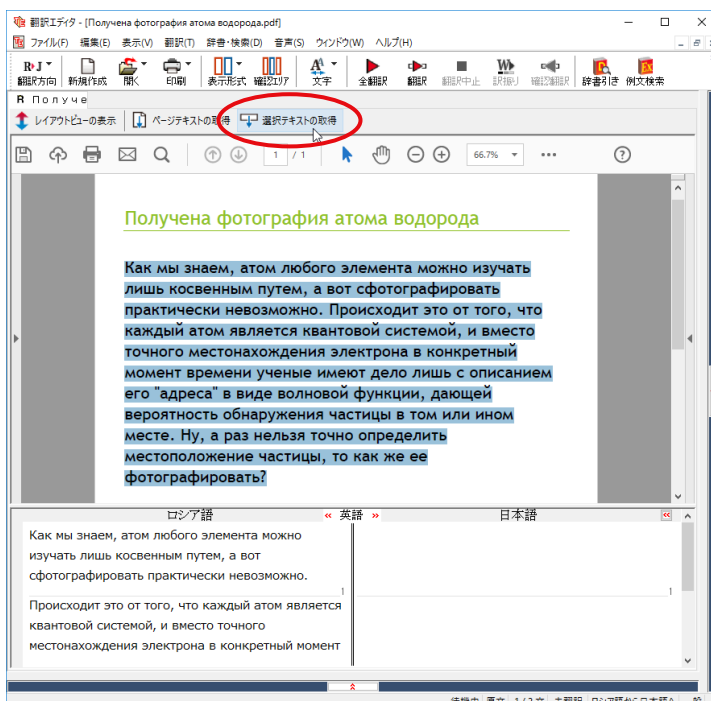 翻訳エディタ - [Получена фотография атома водорода.pdf]
ファイル(F) 編集(E) 表示(V) 翻訳(T) 辞書・検索(D) 音声(S) ウィンドウ(W) ヘルプ(H)
R▸J
翻訳方向 新規作成 開く 印刷 表示形式 確認エリア 文字 全翻訳 翻訳 翻訳中止 訳振り 確認翻訳 辞書引き 例文検索
R Получе
レイアウトビューの表示 ページテキストの取得 選択テキストの取得
1 / 1 66.7%
Получена фотография атома водорода
Как мы знаем, атом любого элемента можно изучать
лишь косвенным путем, а вот сфотографировать
практически невозможно. Происходит это от того, что
каждый атом является квантовой системой, и вместо
точного местонахождения электрона в конкретный
момент времени ученые имеют дело лишь с описанием
его "адреса" в виде волновой функции, дающей
вероятность обнаружения частицы в том или ином
месте. Ну, а раз нельзя точно определить
местоположение частицы, то как же ее
фотографировать?
ロシア語 « 英語 » 日本語 «
Как мы знаем, атом любого элемента можно
изучать лишь косвенным путем, а вот
сфотографировать практически невозможно.
1 1
Происходит это от того, что каждый атом является
квантовой системой, и вместо точного
местонахождения электрона в конкретный момент